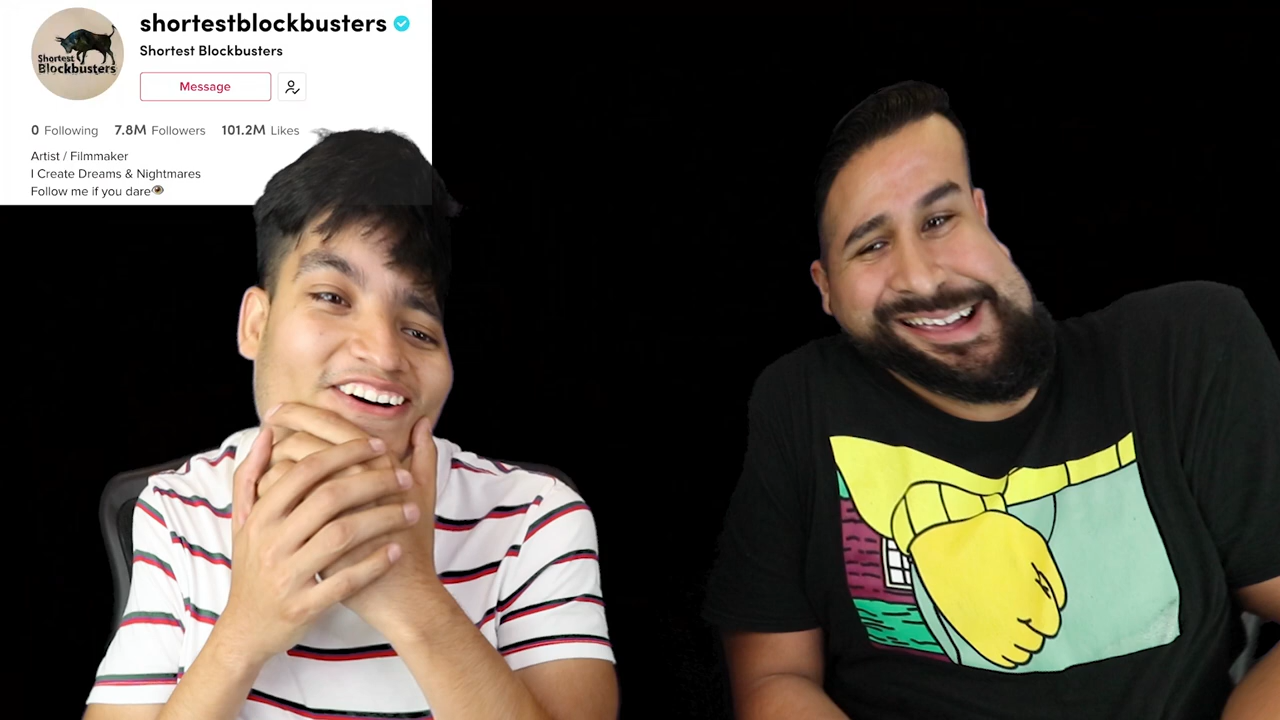 shortestblockbusters
Shortest Blockbusters
Shortest
Blockbusters
Message
0 Following 7.8M Followers 101.2M Likes
Artist / Filmmaker
I Create Dreams & Nightmares
Follow me if you dare👁